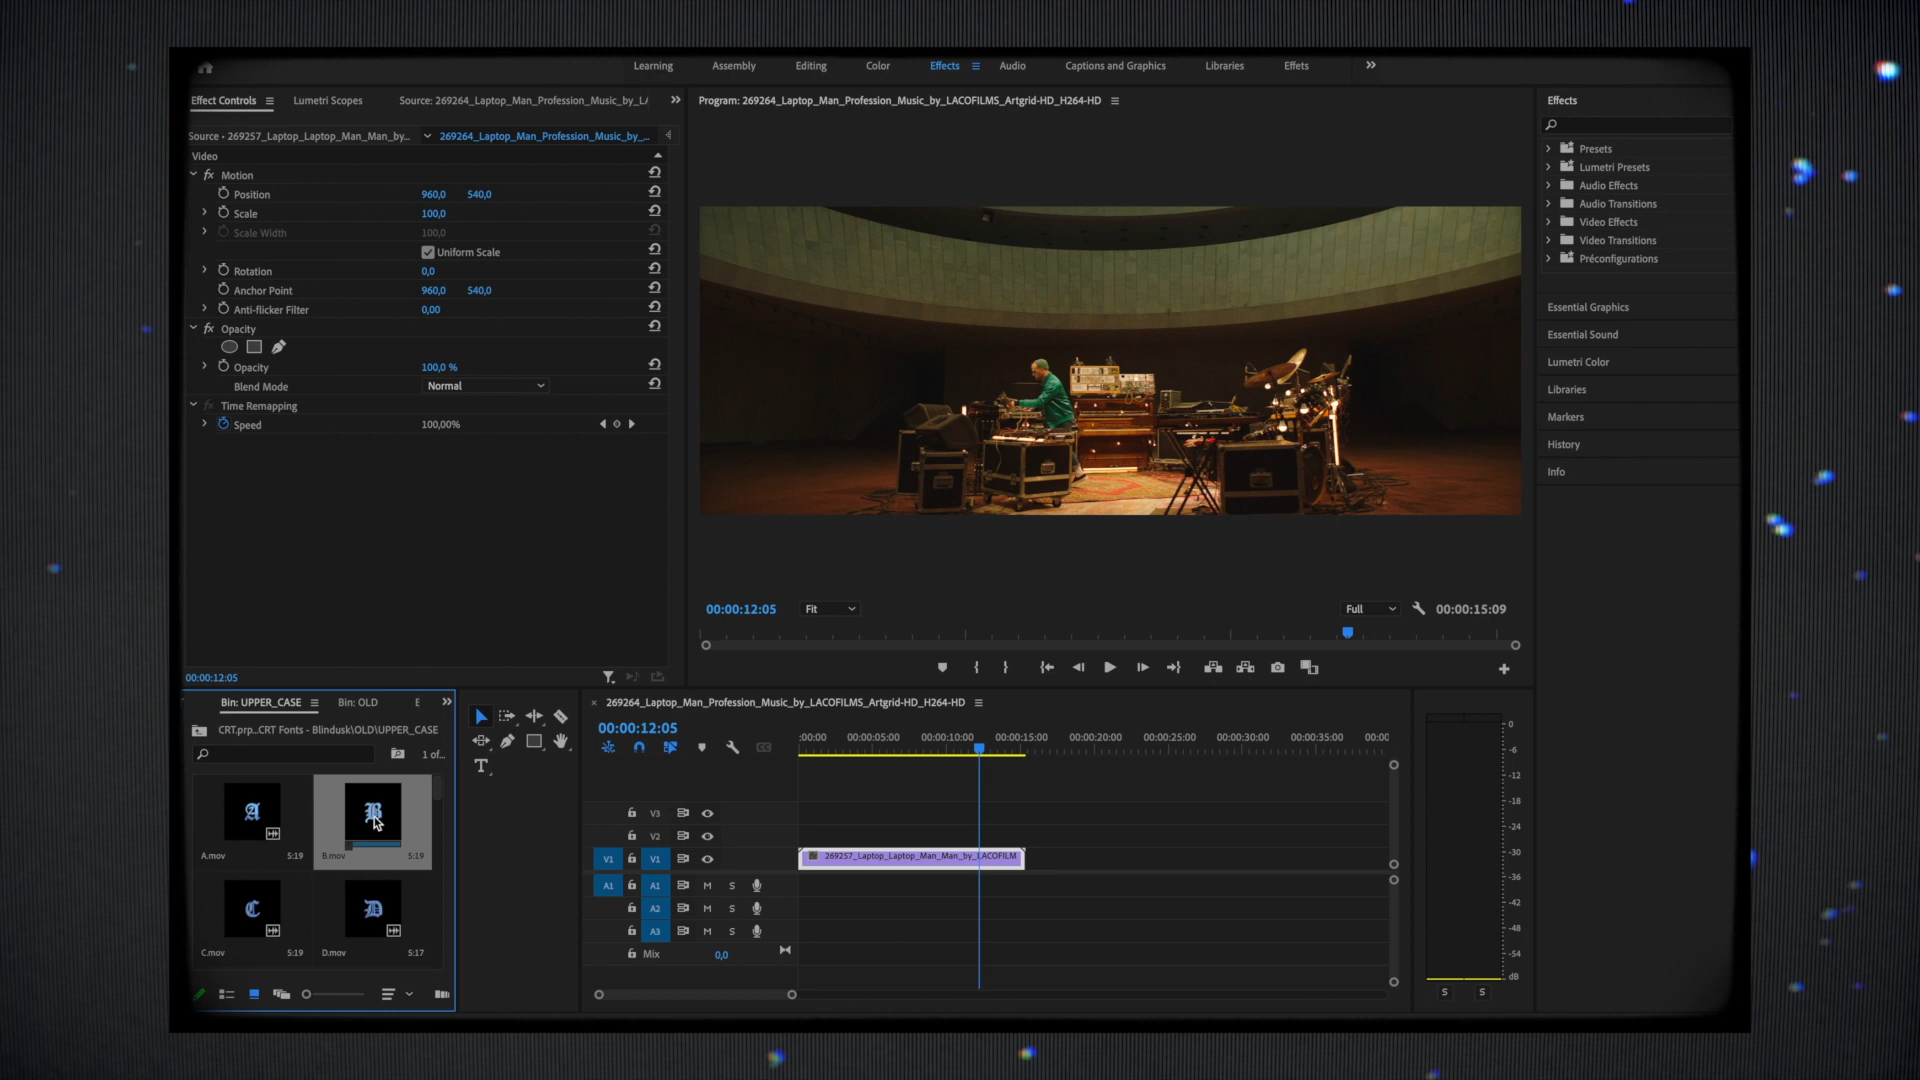 Learning Assembly Editing Color Effects Audio Captions and Graphics Libraries Effets
Effect Controls Lumetri Scopes Source: 269264_Laptop_Man_Profession_Music_by_LA
Program: 269264_Laptop_Man_Profession_Music_by_LACOFILMS_Artgrid-HD_H264-HD
Effects
Source • 269257_Laptop_Laptop_Man_Man_by... 269264_Laptop_Man_Profession_Music_by_...
Video
Motion
Position 960,0 540,0
Scale 100,0
Scale Width 100,0
Uniform Scale
Rotation 0,0
Anchor Point 960,0 540,0
Anti-flicker Filter 0,00
Opacity
Opacity 100,0 %
Blend Mode Normal
Time Remapping
Speed 100,00%
Presets
Lumetri Presets
Audio Effects
Audio Transitions
Video Effects
Video Transitions
Préconfigurations
Essential Graphics
Essential Sound
Lumetri Color
Libraries
Markers
History
Info
00:00:12:05 Fit Full 00:00:15:09
00:00:12:05
Bin: UPPER_CASE Bin: OLD
CRT.prp...CRT Fonts - Blindusk\OLD\UPPER_CASE
1 of...
A
B
A.mov 5:19
B.mov 5:19
C
D
C.mov 5:19
D.mov 5:17
T
269264_Laptop_Man_Profession_Music_by_LACOFILMS_Artgrid-HD_H264-HD
00:00:12:05
:00:00 00:00:05:00 00:00:10:00 00:00:15:00 00:00:20:00 00:00:25:00 00:00:30:00 00:00:35:00 00:00
V3
V2
V1 V1 269257_Laptop_Laptop_Man_Man_by_LACOFILM
A1 A1 M S
A2 M S
A3 M S
Mix 0,0
0
-6
-12
-18
-24
-30
-36
-42
-48
-54
dB
S S